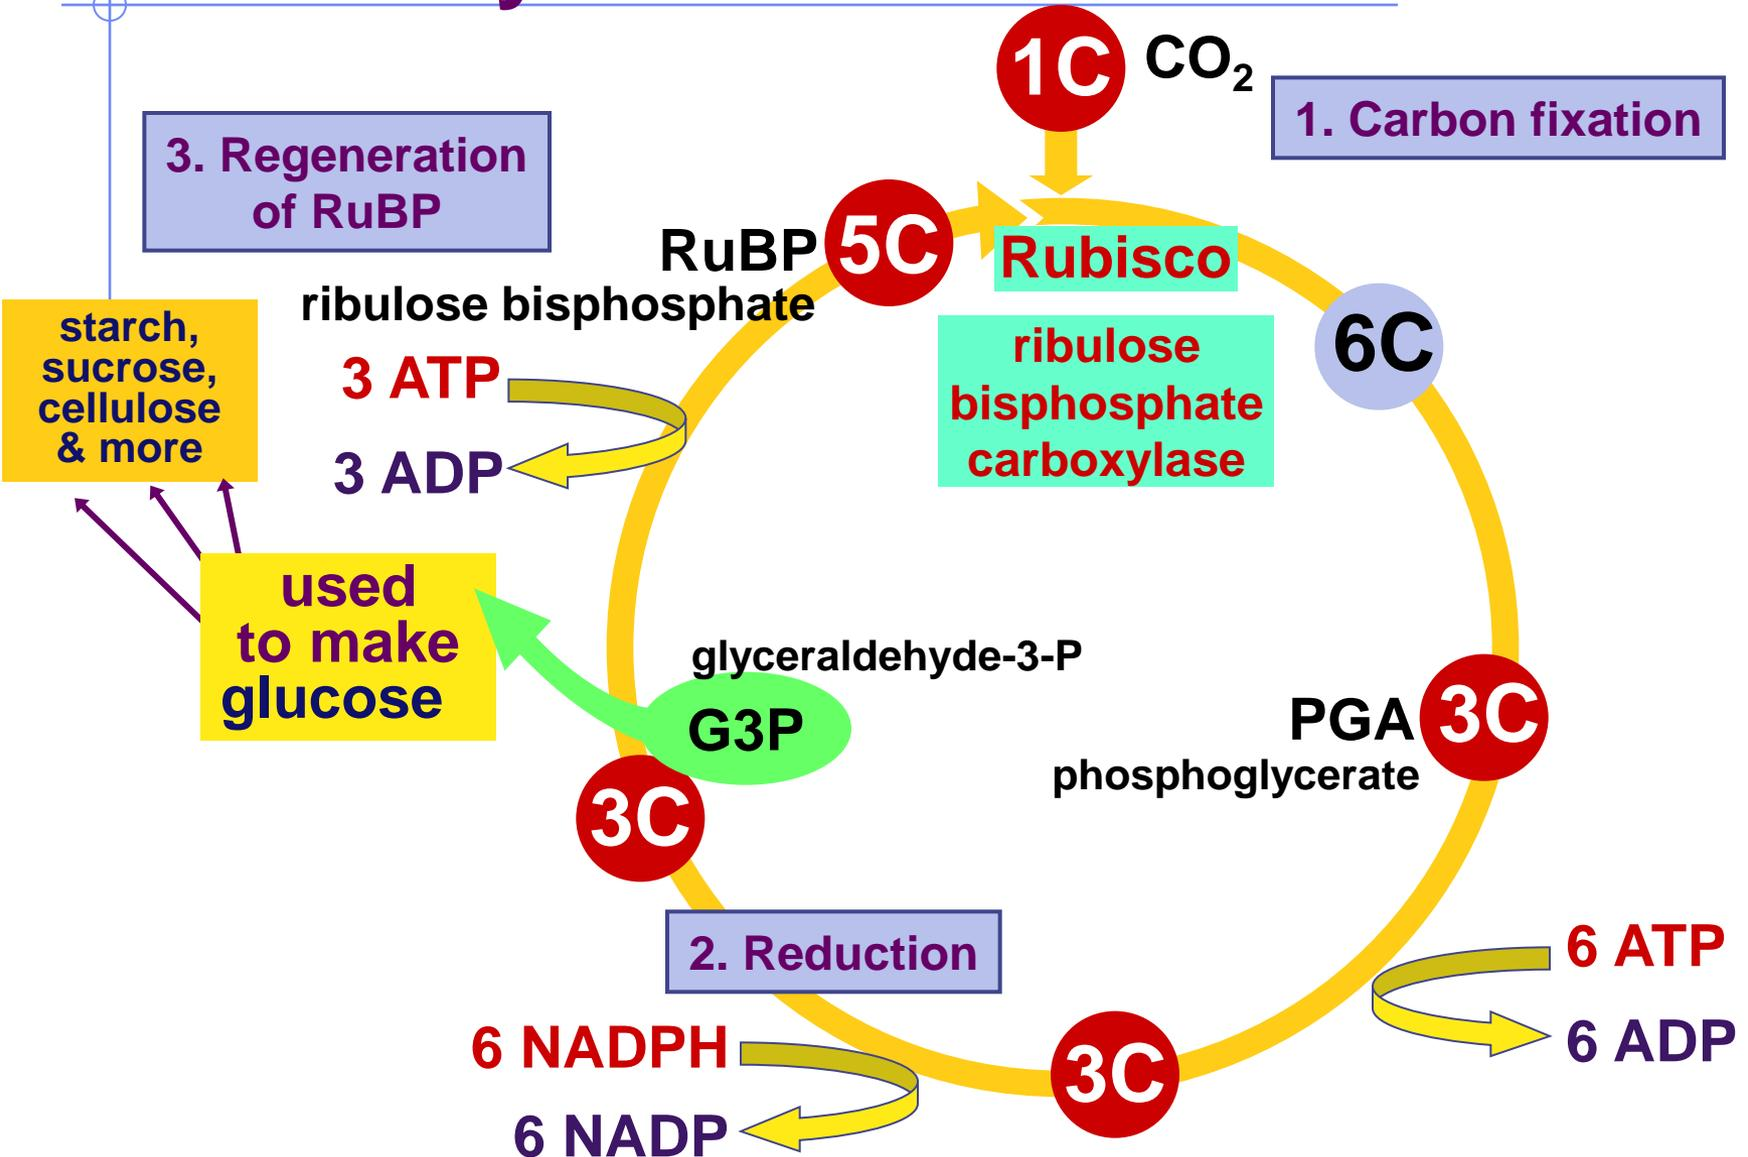 1C
CO₂
1. Carbon fixation
3. Regeneration
of RuBP
5C
RuBP
ribulose bisphosphate
Rubisco
ribulose
bisphosphate
carboxylase
6C
starch,
sucrose,
cellulose
& more
3 ATP
3 ADP
used
to make
glucose
glyceraldehyde-3-P
G3P
3C
PGA
phosphoglycerate
3C
2. Reduction
6 ATP
6 ADP
6 NADPH
6 NADP
3C